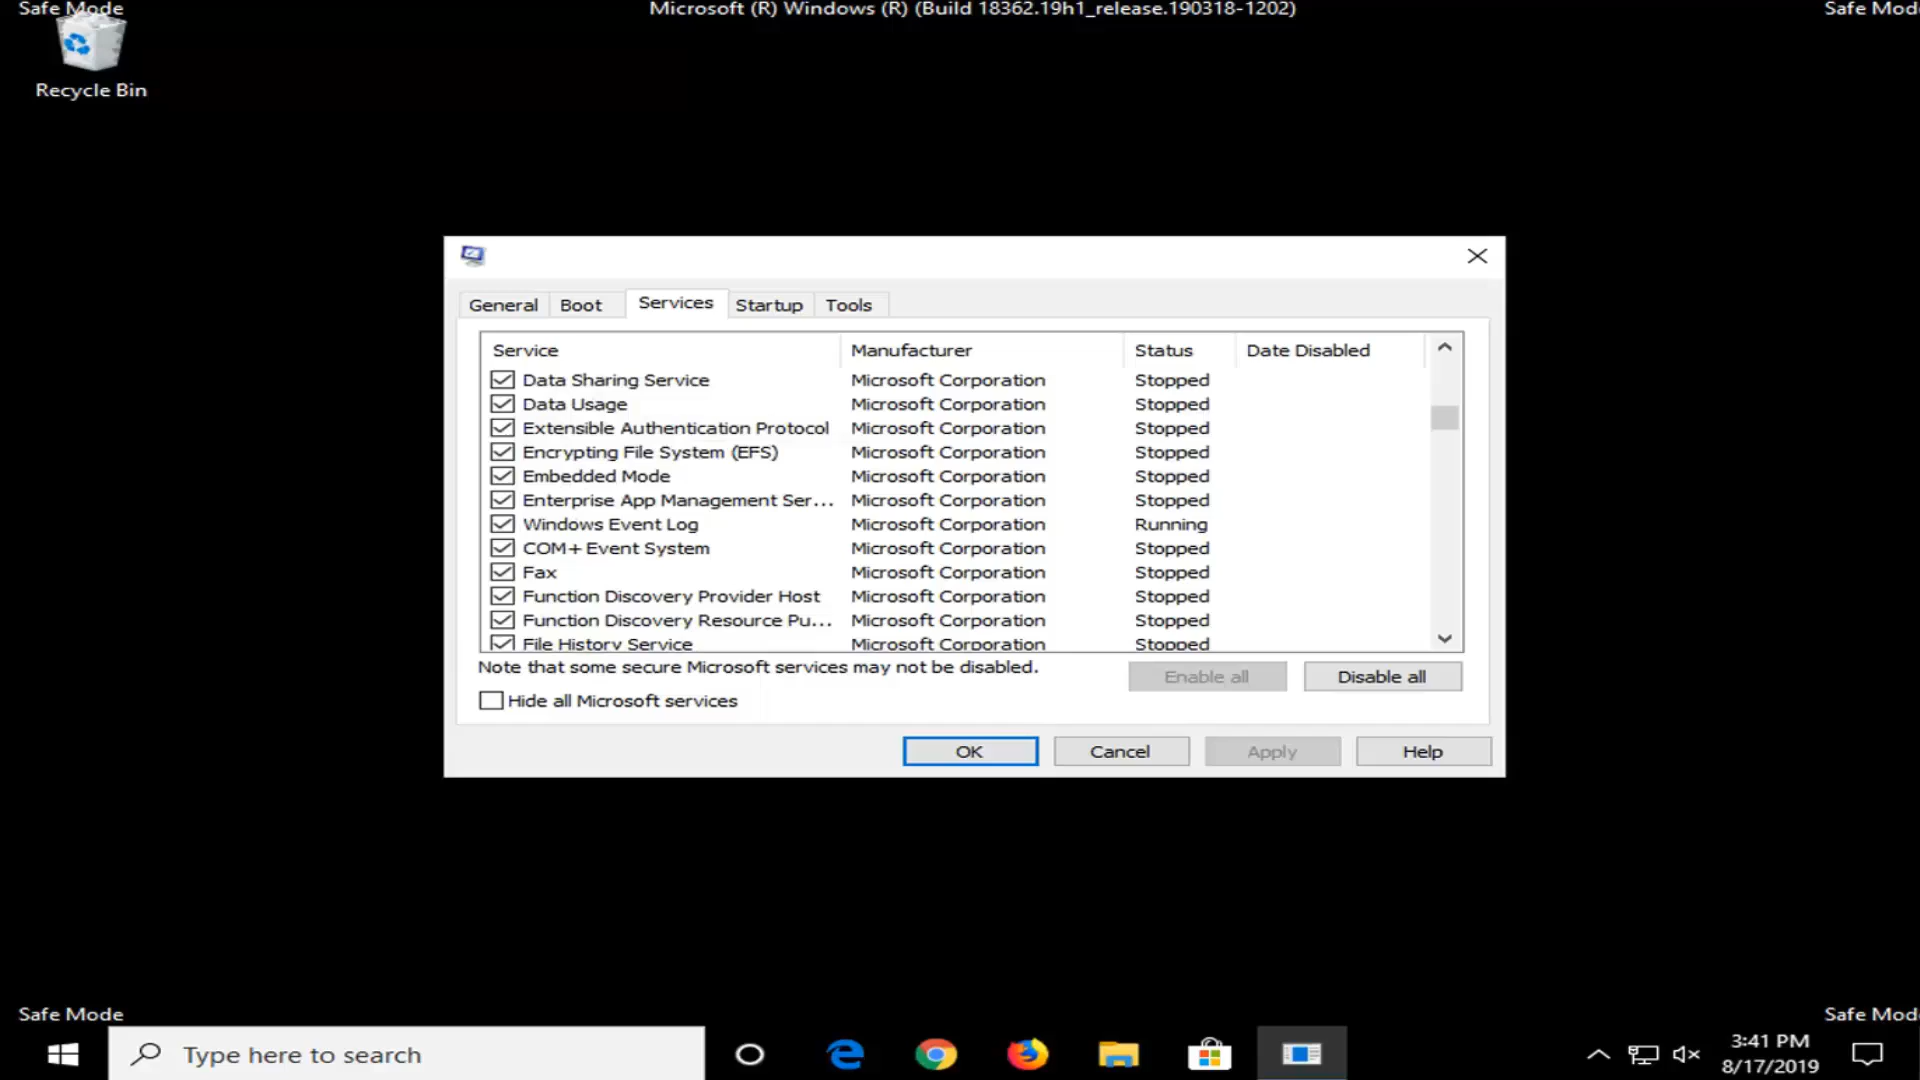 Safe Mode
Microsoft (R) Windows (R) (Build 18362.19h1_release.190318-1202)
Safe Mod
Recycle Bin
General Boot Services Startup Tools
Service Manufacturer Status Date Disabled
Data Sharing Service Microsoft Corporation Stopped
Data Usage Microsoft Corporation Stopped
Extensible Authentication Protocol Microsoft Corporation Stopped
Encrypting File System (EFS) Microsoft Corporation Stopped
Embedded Mode Microsoft Corporation Stopped
Enterprise App Management Ser... Microsoft Corporation Stopped
Windows Event Log Microsoft Corporation Running
COM+ Event System Microsoft Corporation Stopped
Fax Microsoft Corporation Stopped
Function Discovery Provider Host Microsoft Corporation Stopped
Function Discovery Resource Pu... Microsoft Corporation Stopped
File History Service Microsoft Corporation Stopped
Note that some secure Microsoft services may not be disabled.
Enable all Disable all
Hide all Microsoft services
OK Cancel Apply Help
Safe Mode
Safe Mod
Type here to search
3:41 PM
8/17/2019